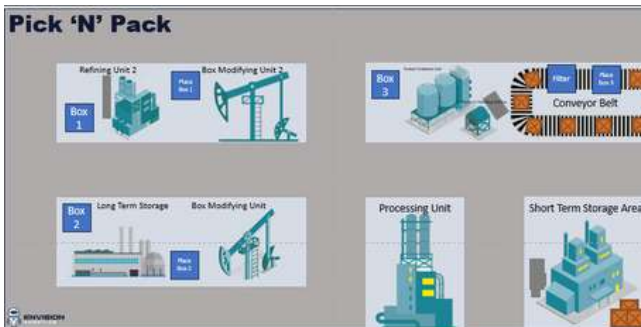 Pick ‘N’ Pack
Refining Unit 2
Place
Box 1
Box Modifying Unit 2
Box
1
Box
3
Filter
Place
Box 3
Conveyor Belt
Box
2
Long Term Storage
Box Modifying Unit
Place
Box 2
Processing Unit
Short Term Storage Area
ENVISION